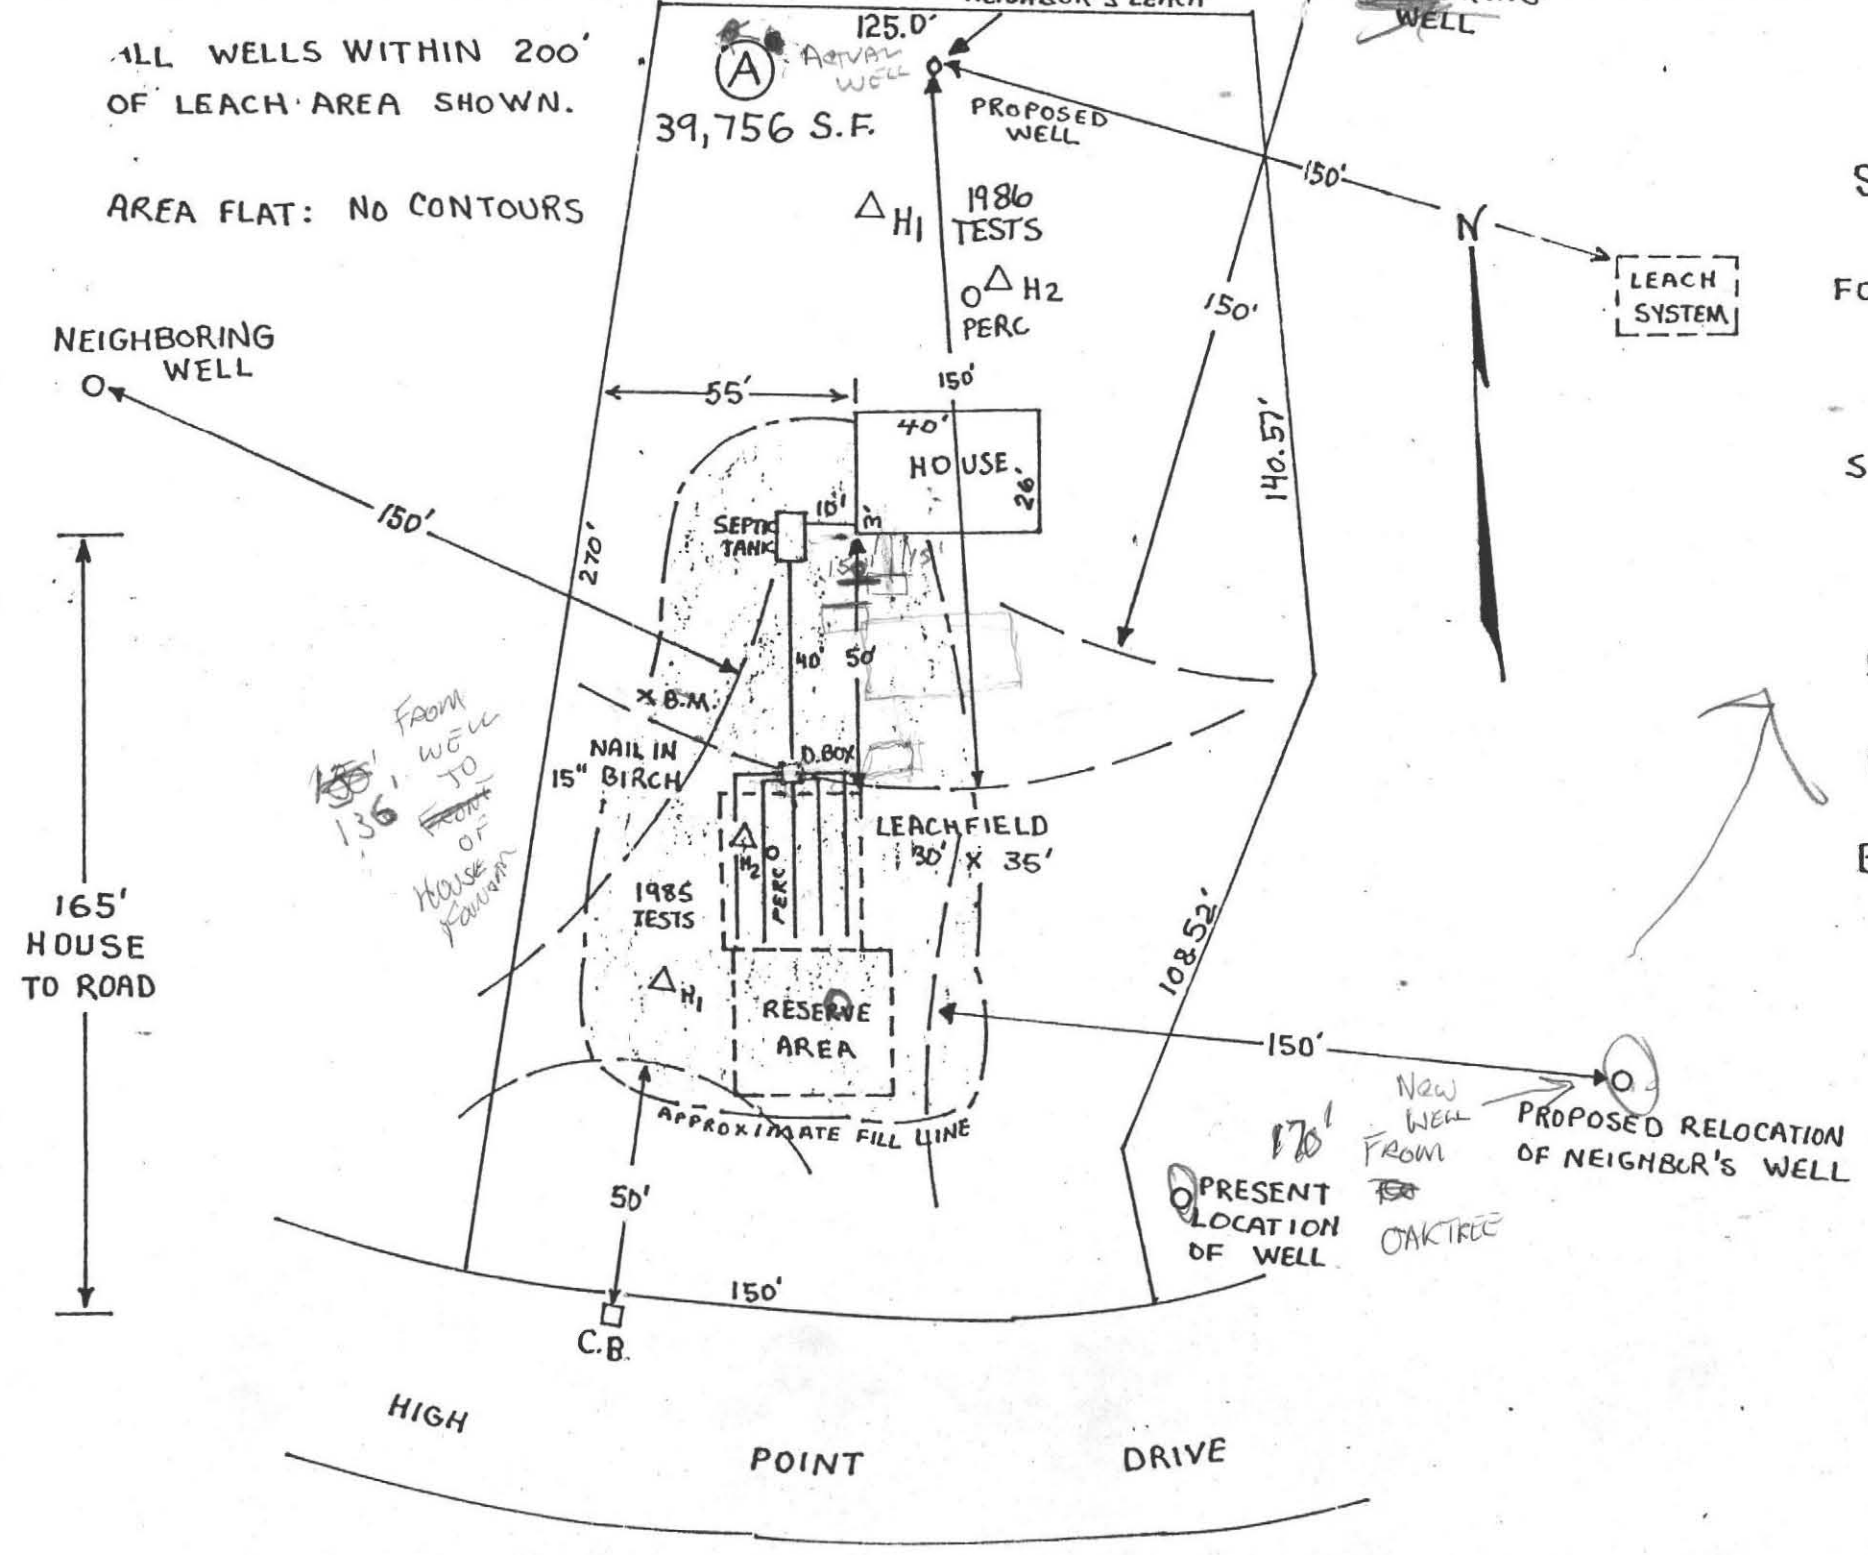 125.0'
WELL
ALL WELLS WITHIN 200'
OF LEACH AREA SHOWN.
A
ACTUAL
WELL
39,756 S.F.
PROPOSED
WELL
150'
AREA FLAT: NO CONTOURS
H1
1986
TESTS
H2
PERC
N
LEACH
SYSTEM
150'
NEIGHBORING
WELL
55'
150'
40'
HOUSE
26'
140.57'
150'
270'
SEPTIC
TANK
10'
3'
15'
40'
50'
X B.M.
NAIL IN
15" BIRCH
D. BOX
136'
FROM
WELL
TO
OF
HOUSE
LEACHFIELD
30' x 35'
H2
PERC
1985
TESTS
H1
RESERVE
AREA
108.52'
165'
HOUSE
TO ROAD
150'
APPROXIMATE FILL LINE
NEW
WELL
PROPOSED RELOCATION
OF NEIGHBOR'S WELL
170'
FROM
OAKTREE
PRESENT
LOCATION
OF WELL
50'
150'
C.B.
HIGH POINT DRIVE